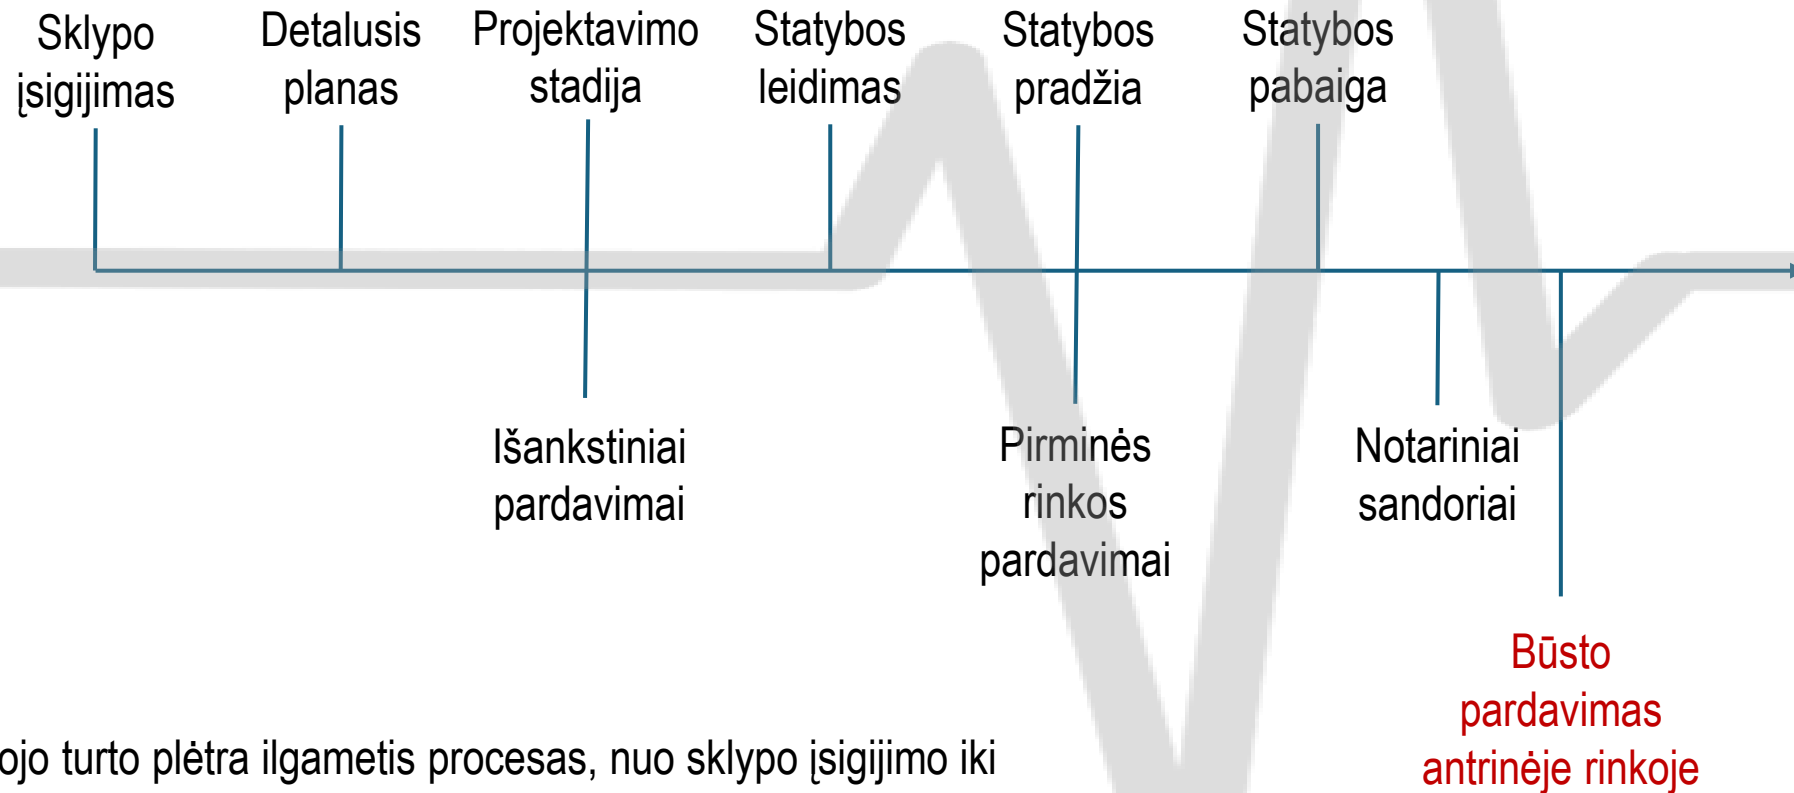 Sklypo
įsigijimas
Detalusis
planas
Projektavimo
stadija
Statybos
leidimas
Statybos
pradžia
Statybos
pabaiga
Išankstiniai
pardavimai
Pirminės
rinkos
pardavimai
Notariniai
sandoriai
Būsto
pardavimas
antrinėje rinkoje
ojo turto plėtra ilgametis procesas, nuo sklypo įsigijimo iki